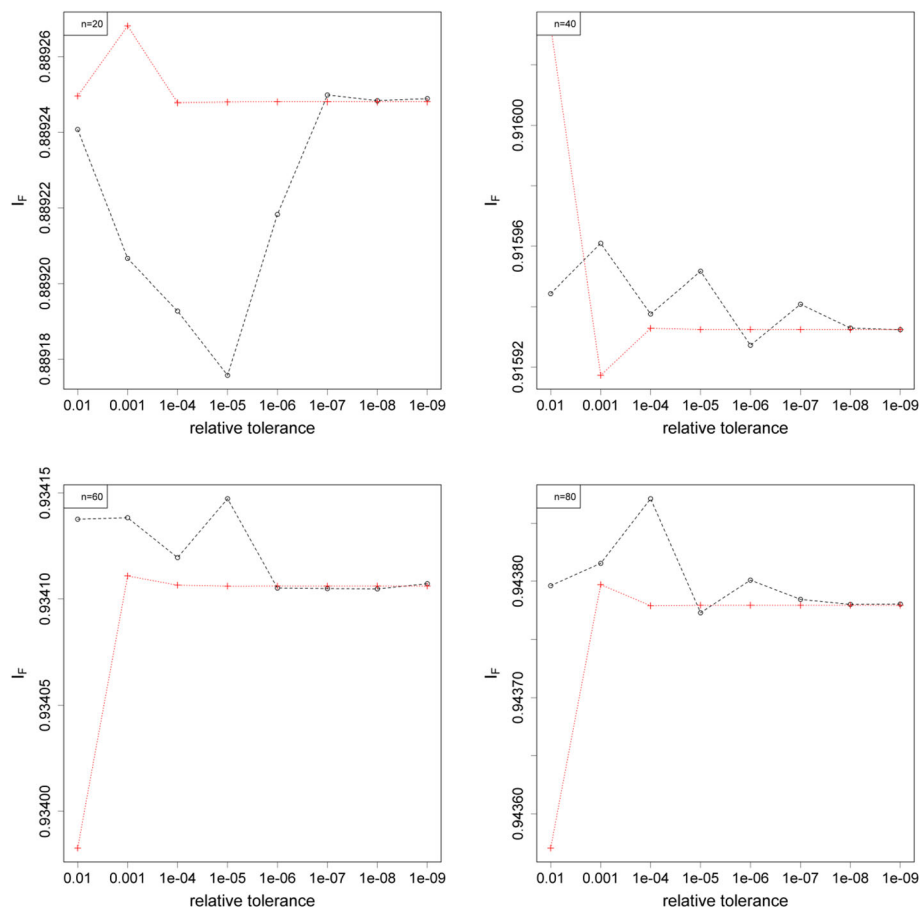 n=20
0.88926
0.88924
0.88922
0.88920
0.88918
I_F
0.01 0.001 1e-04 1e-05 1e-06 1e-07 1e-08 1e-09
relative tolerance
n=40
0.91600
0.91596
0.91592
I_F
0.01 0.001 1e-04 1e-05 1e-06 1e-07 1e-08 1e-09
relative tolerance
n=60
0.93415
0.93410
0.93405
0.93400
I_F
0.01 0.001 1e-04 1e-05 1e-06 1e-07 1e-08 1e-09
relative tolerance
n=80
0.94380
0.94370
0.94360
I_F
0.01 0.001 1e-04 1e-05 1e-06 1e-07 1e-08 1e-09
relative tolerance